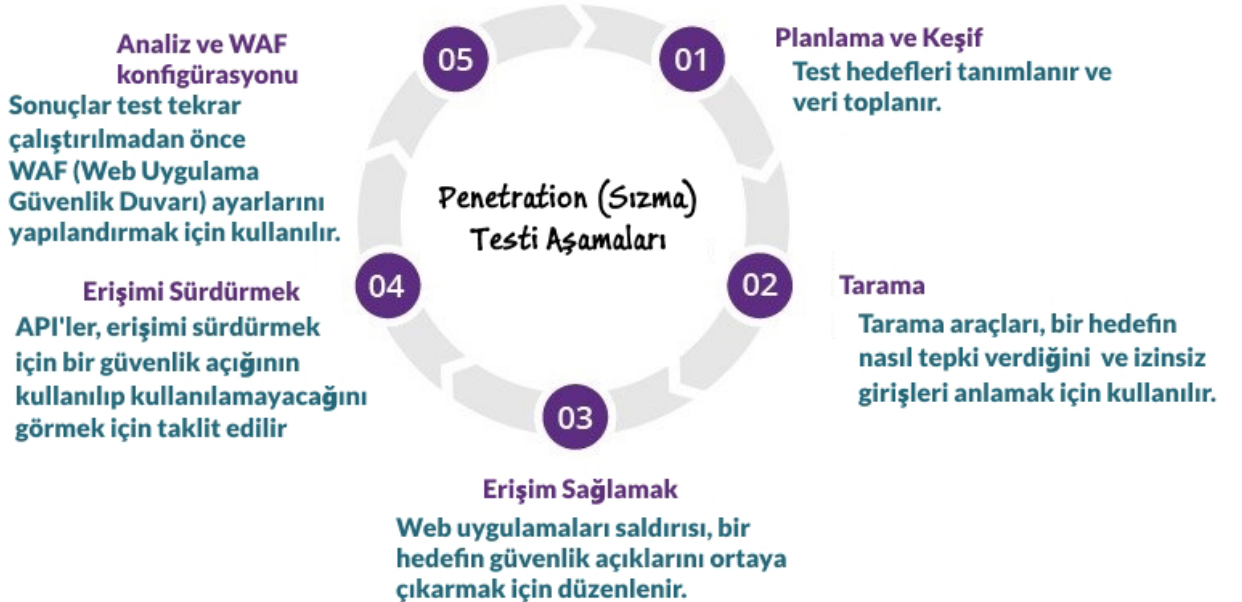 Penetration (Sızma)
Testi Aşamaları
01
Planlama ve Keşif
Test hedefleri tanımlanır ve
veri toplanır.
02
Tarama
Tarama araçları, bir hedefin
nasıl tepki verdiğini ve izinsiz
girişleri anlamak için kullanılır.
03
Erişim Sağlamak
Web uygulamaları saldırısı, bir
hedefin güvenlik açıklarını ortaya
çıkarmak için düzenlenir.
04
Erişimi Sürdürmek
API'ler, erişimi sürdürmek
için bir güvenlik açığının
kullanılıp kullanılamayacağını
görmek için taklit edilir
05
Analiz ve WAF
konfigürasyonu
Sonuçlar test tekrar
çalıştırılmadan önce
WAF (Web Uygulama
Güvenlik Duvarı) ayarlarını
yapılandırmak için kullanılır.